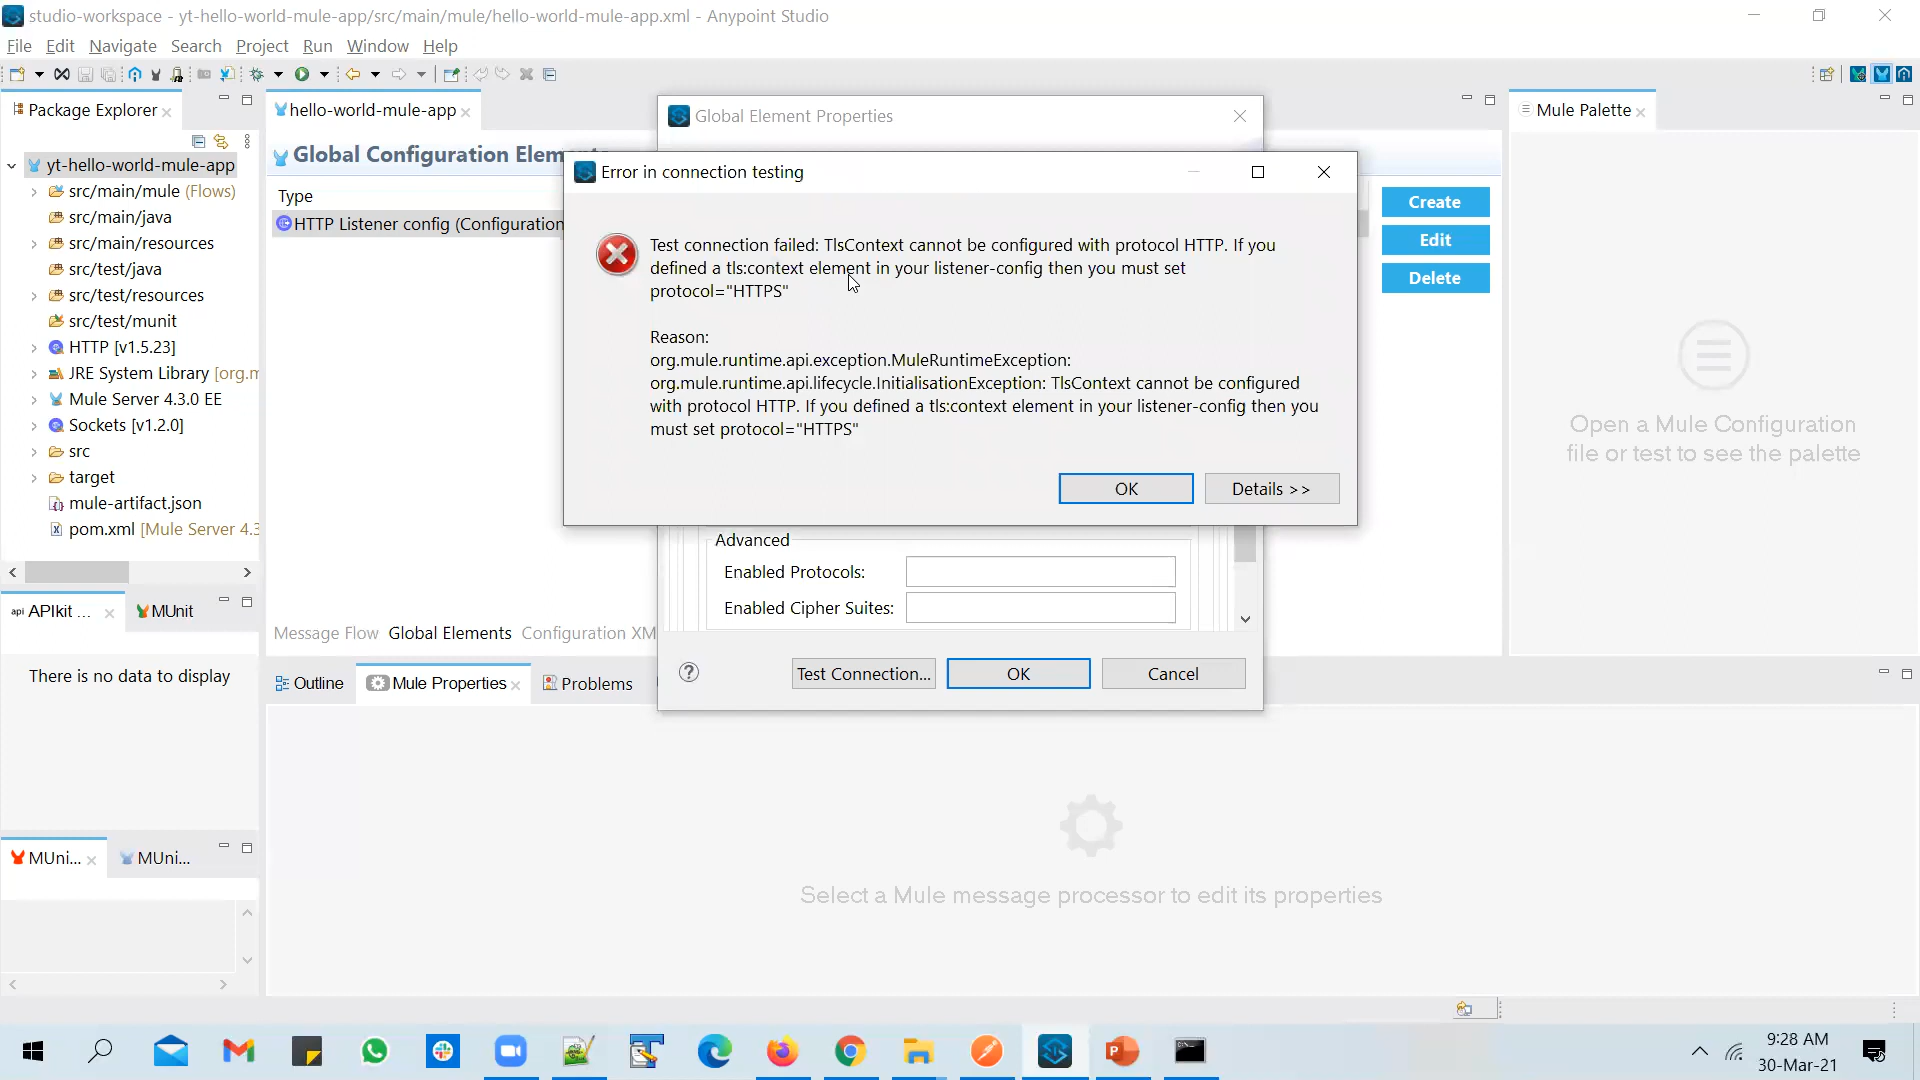 studio-workspace - yt-hello-world-mule-app/src/main/mule/hello-world-mule-app.xml - Anypoint Studio
File Edit Navigate Search Project Run Window Help
Package Explorer
hello-world-mule-app
Global Element Properties
Mule Palette
yt-hello-world-mule-app
src/main/mule (Flows)
src/main/java
src/main/resources
src/test/java
src/test/resources
src/test/munit
HTTP [v1.5.23]
JRE System Library [org.m
Mule Server 4.3.0 EE
Sockets [v1.2.0]
src
target
mule-artifact.json
pom.xml [Mule Server 4.3
Global Configuration Elem
Type
HTTP Listener config (Configuration
Create
Edit
Delete
Error in connection testing
Test connection failed: TlsContext cannot be configured with protocol HTTP. If you
defined a tls:context element in your listener-config then you must set
protocol="HTTPS"
Reason:
org.mule.runtime.api.exception.MuleRuntimeException:
org.mule.runtime.api.lifecycle.InitialisationException: TlsContext cannot be configured
with protocol HTTP. If you defined a tls:context element in your listener-config then you
must set protocol="HTTPS"
OK
Details >>
Open a Mule Configuration
file or test to see the palette
Advanced
Enabled Protocols:
Enabled Cipher Suites:
Test Connection...
OK
Cancel
Message Flow Global Elements Configuration XM
api APIkit ...
MUnit
There is no data to display
Outline
Mule Properties
Problems
MUni...
MUni...
Select a Mule message processor to edit its properties
9:28 AM
30-Mar-21